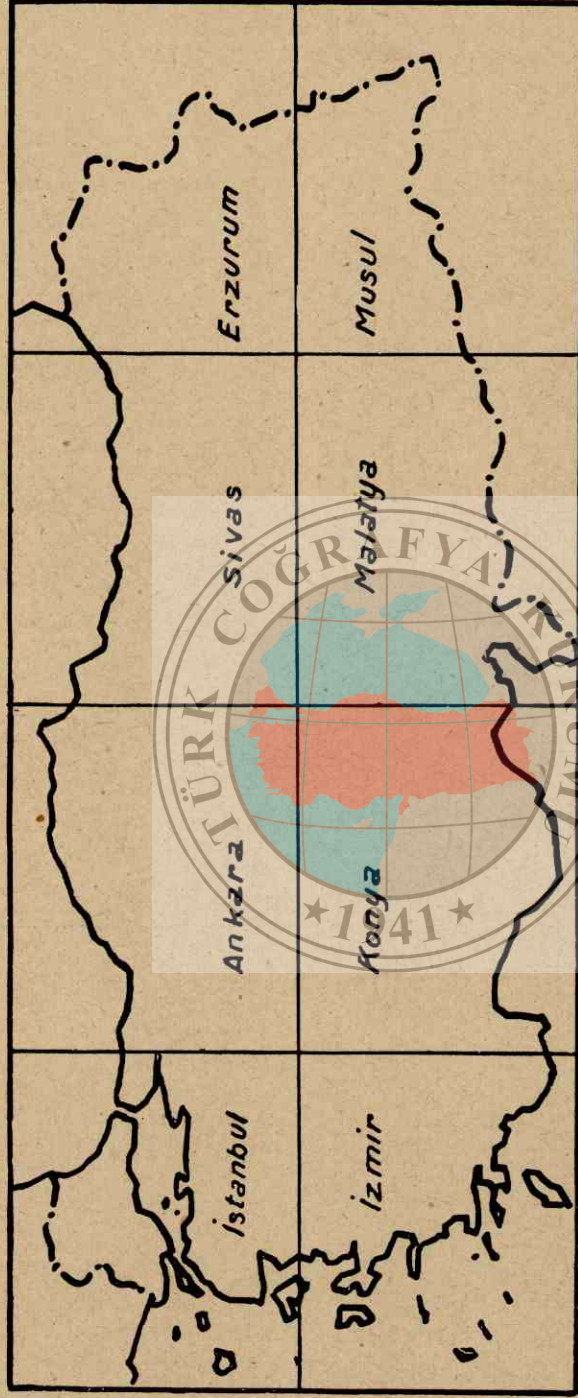 İstanbul
Ankara
Sivas
Erzurum
İzmir
Konya
Malatya
Musul
TÜRK COĞRAFYA KURUMU
★ 1941 ★